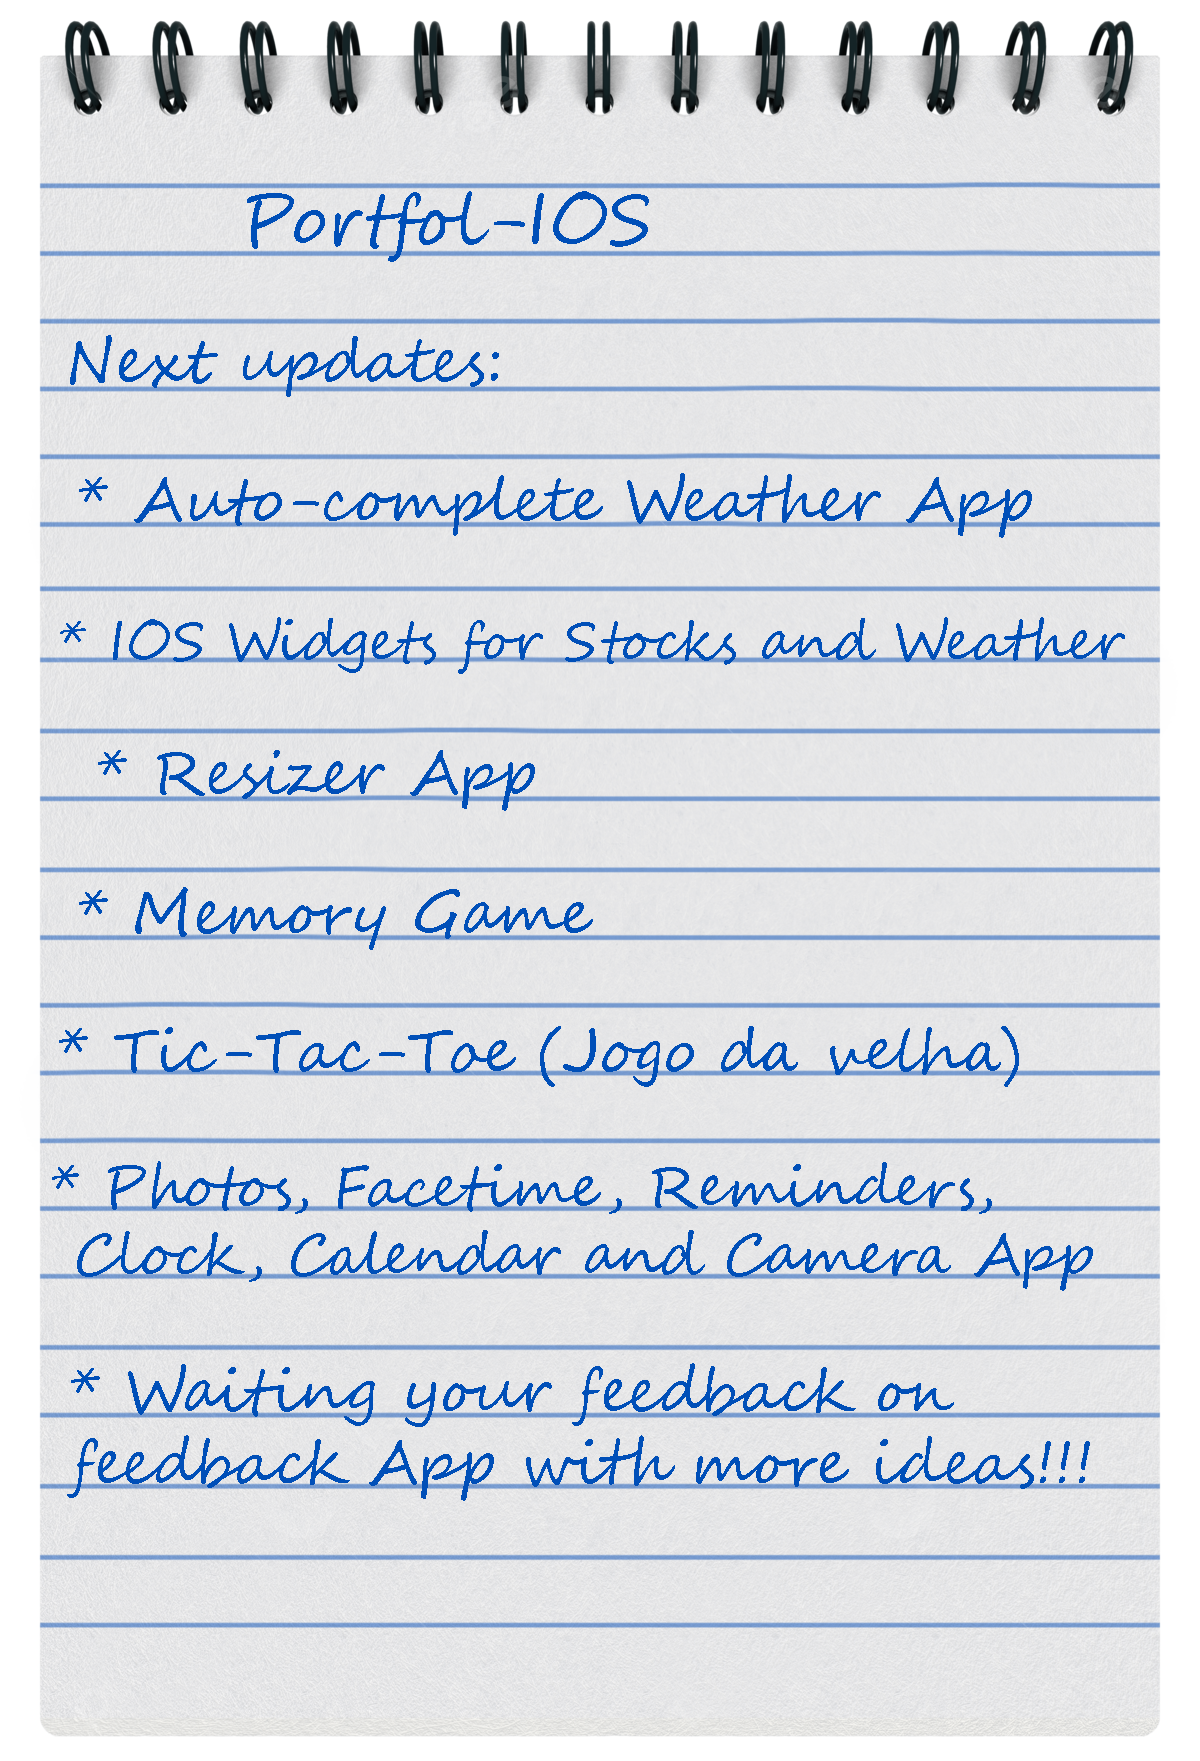 Portfol-IOS
Next updates:
* Auto-complete Weather App
* IOS Widgets for Stocks and Weather
* Resizer App
* Memory Game
* Tic-Tac-Toe (Jogo da velha)
* Photos, Facetime, Reminders,
Clock, Calendar and Camera App
* Waiting your feedback on
feedback App with more ideas!!!